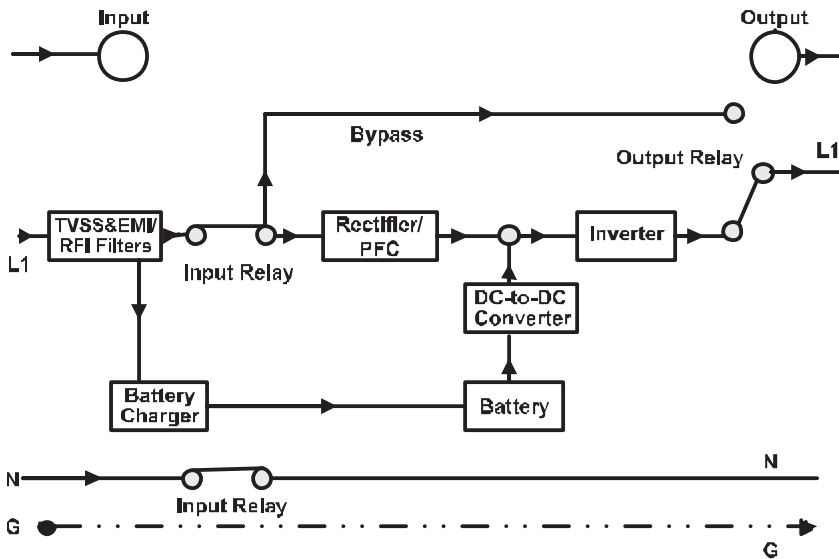 Input
Output
Bypass
Output Relay
L1
TVSS&EMI/
RFI Filters
Rectifier/
PFC
Inverter
L1
Input Relay
DC-to-DC
Converter
Battery
Charger
Battery
N
N
Input Relay
G
G